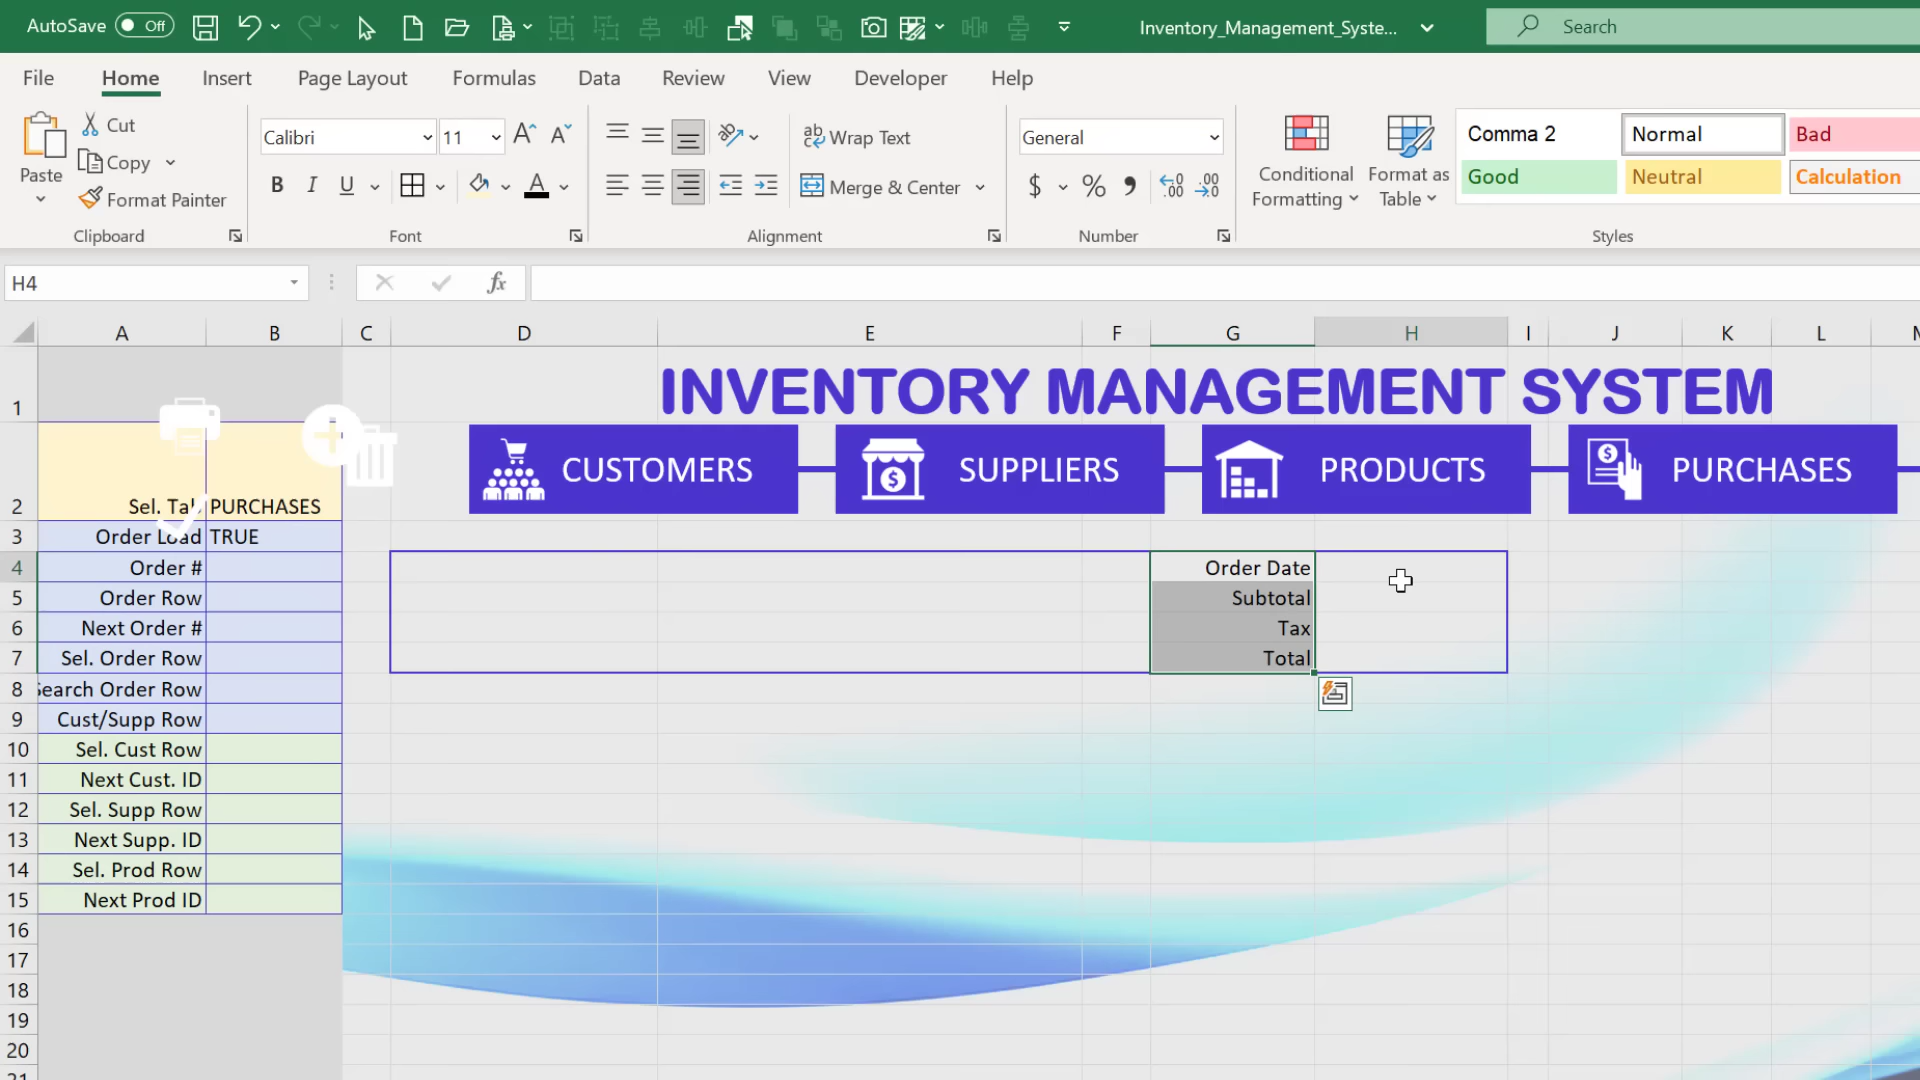 AutoSave Off
Inventory_Management_Syste...
Search
File Home Insert Page Layout Formulas Data Review View Developer Help
Paste
Cut
Copy
Format Painter
Clipboard
Calibri 11
B I U
Font
Wrap Text
Merge & Center
Alignment
General
$ % 9 .00 .00
Number
Conditional Formatting
Format as Table
Comma 2 Normal Bad
Good Neutral Calculation
Styles
H4 fx
A B C D E F G H I J K L
1 INVENTORY MANAGEMENT SYSTEM
CUSTOMERS SUPPLIERS PRODUCTS PURCHASES
2 Sel. Tab PURCHASES
3 Order Load TRUE
4 Order # Order Date
5 Order Row Subtotal
6 Next Order # Tax
7 Sel. Order Row Total
8 Search Order Row
9 Cust/Supp Row
10 Sel. Cust Row
11 Next Cust. ID
12 Sel. Supp Row
13 Next Supp. ID
14 Sel. Prod Row
15 Next Prod ID
16
17
18
19
20